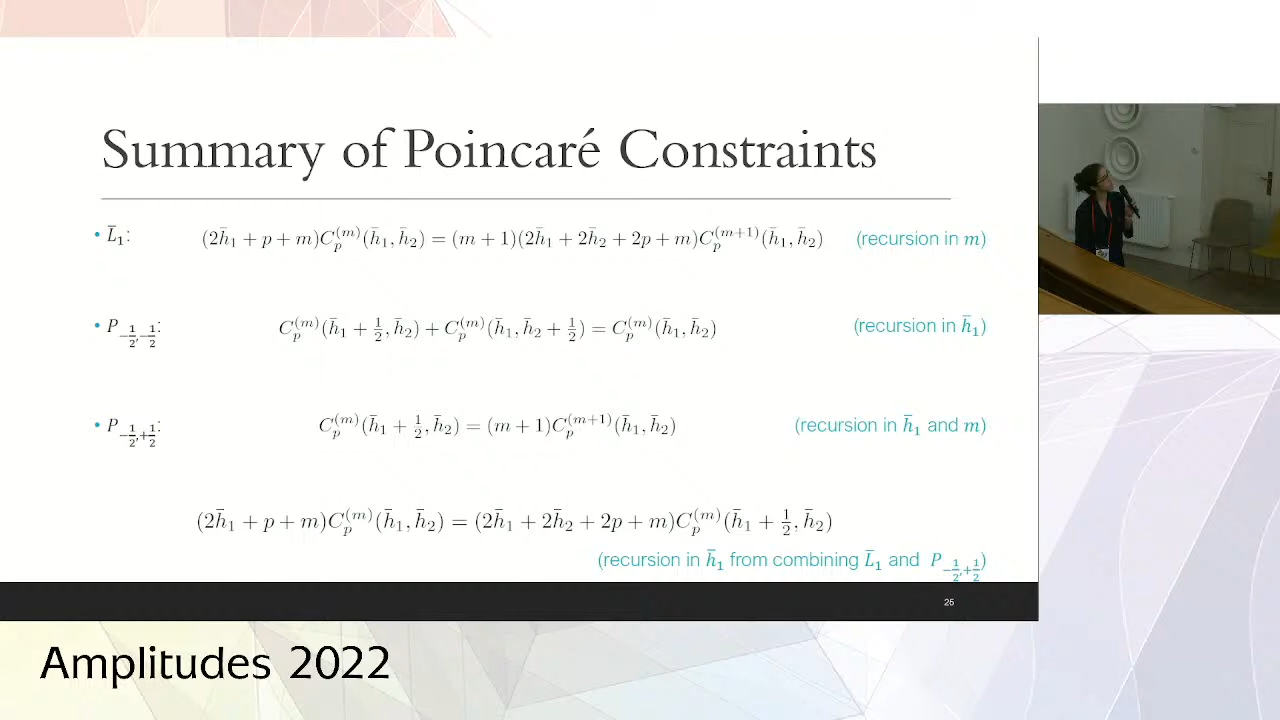 Summary of Poincaré Constraints
• L̄₁: (2h̄₁ + p + m)C_p^{(m)}(h̄₁, h̄₂) = (m + 1)(2h̄₁ + 2h̄₂ + 2p + m)C_p^{(m+1)}(h̄₁, h̄₂) (recursion in m)
• P_{-1/2,-1/2}: C_p^{(m)}(h̄₁ + 1/2, h̄₂) + C_p^{(m)}(h̄₁, h̄₂ + 1/2) = C_p^{(m)}(h̄₁, h̄₂) (recursion in h̄₁)
• P_{-1/2,+1/2}: C_p^{(m)}(h̄₁ + 1/2, h̄₂) = (m + 1)C_p^{(m+1)}(h̄₁, h̄₂) (recursion in h̄₁ and m)
(2h̄₁ + p + m)C_p^{(m)}(h̄₁, h̄₂) = (2h̄₁ + 2h̄₂ + 2p + m)C_p^{(m)}(h̄₁ + 1/2, h̄₂)
(recursion in h̄₁ from combining L̄₁ and P_{-1/2,+1/2})
25
Amplitudes 2022